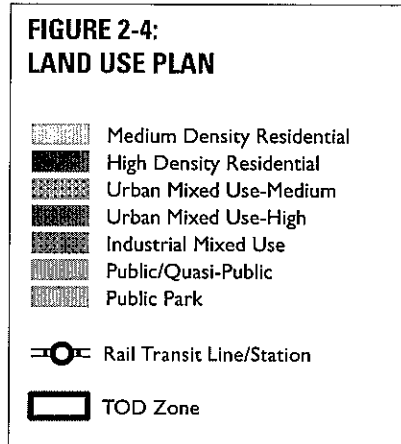 FIGURE 2-4:
LAND USE PLAN
Medium Density Residential
High Density Residential
Urban Mixed Use-Medium
Urban Mixed Use-High
Industrial Mixed Use
Public/Quasi-Public
Public Park
Rail Transit Line/Station
TOD Zone